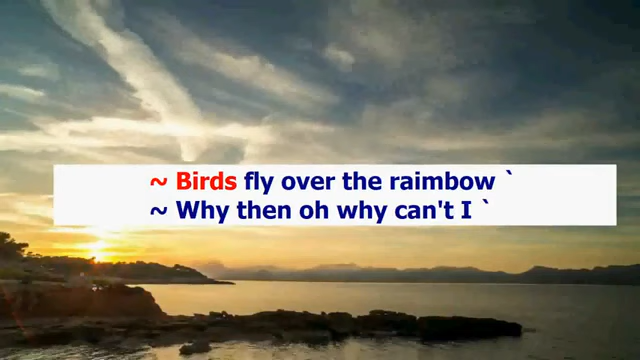 ~ Birds fly over the raimbow `
~ Why then oh why can't I `